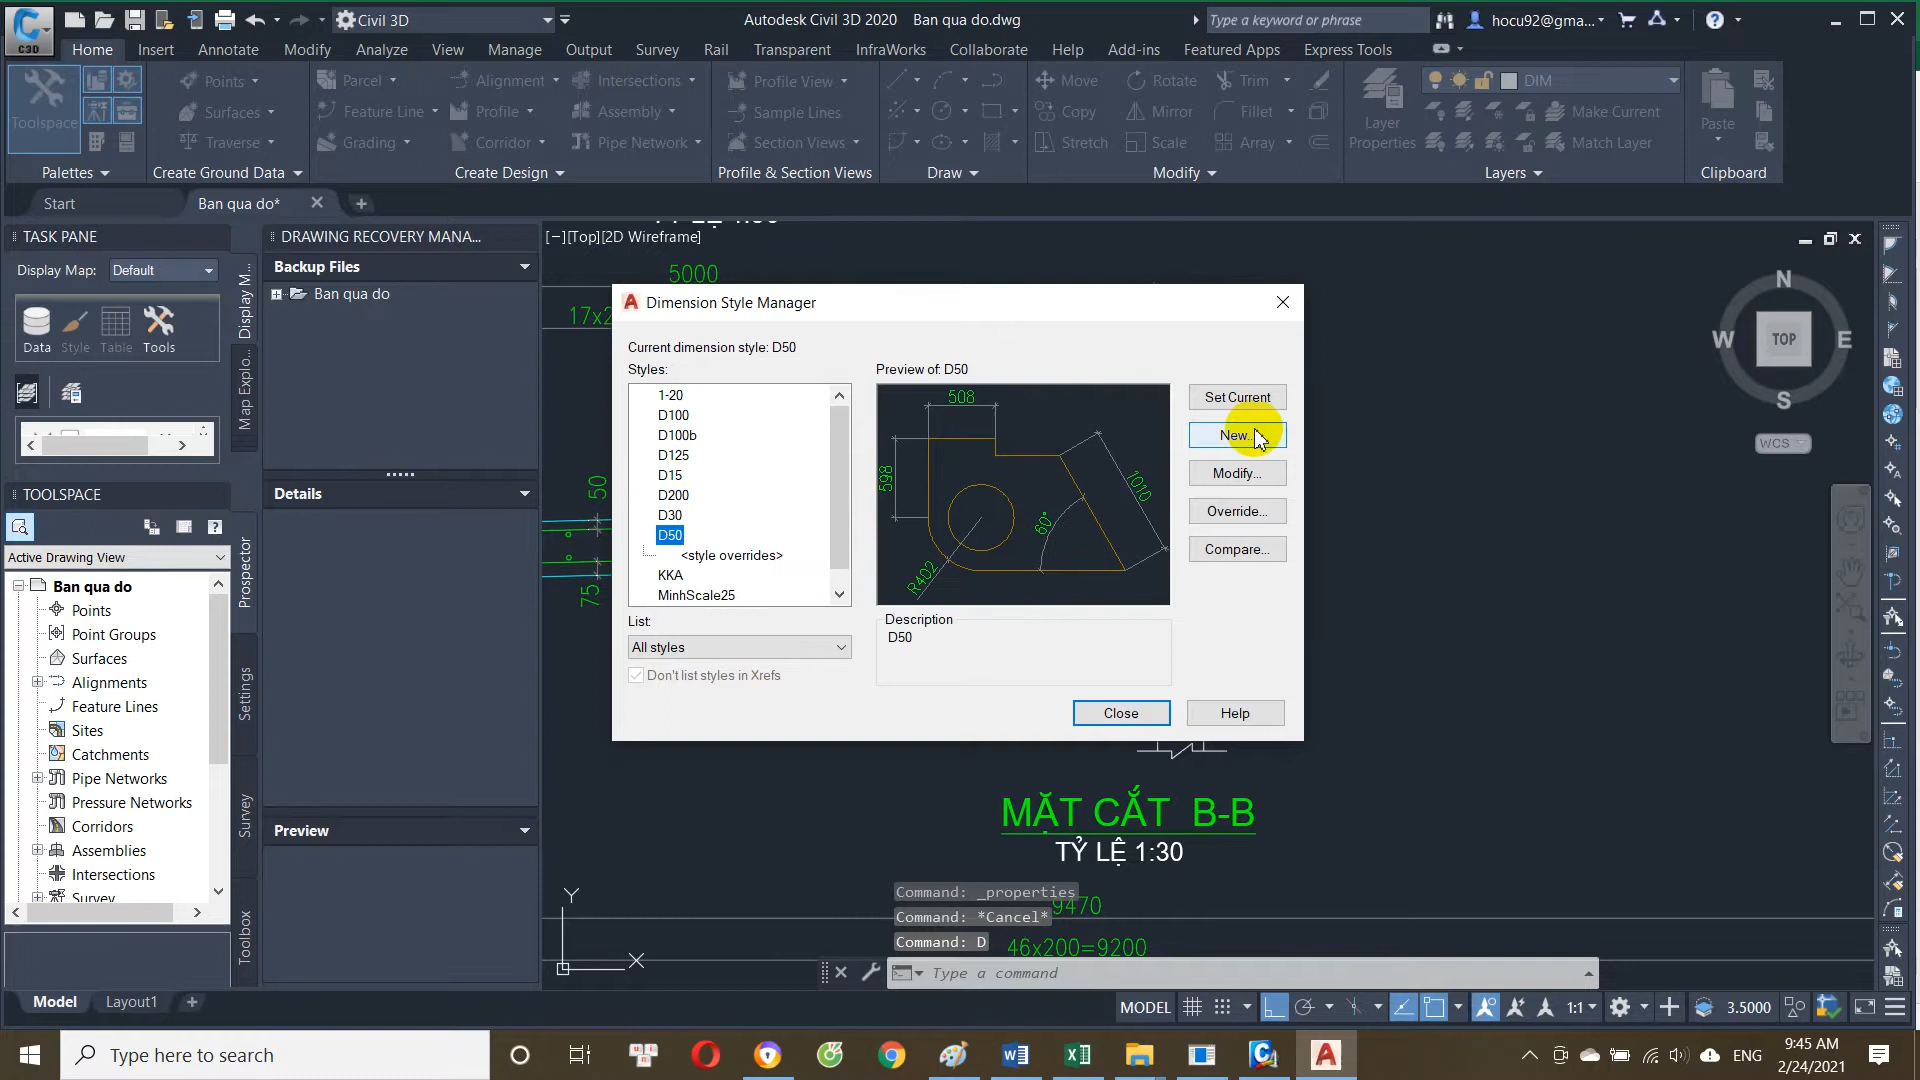 Civil 3D
Autodesk Civil 3D 2020 Ban qua do.dwg
Type a keyword or phrase
hocu92@gma...
C3D
Home Insert Annotate Modify Analyze View Manage Output Survey Rail Transparent InfraWorks Collaborate Help Add-ins Featured Apps Express Tools
Toolspace
Points
Surfaces
Traverse
Parcel
Feature Line
Grading
Alignment
Profile
Corridor
Intersections
Assembly
Pipe Network
Profile View
Sample Lines
Section Views
Move
Copy
Stretch
Rotate
Mirror
Scale
Trim
Fillet
Array
Layer
Properties
DIM
Make Current
Match Layer
Paste
Palettes Create Ground Data Create Design Profile & Section Views Draw Modify Layers Clipboard
Start Ban qua do*
TASK PANE
Display Map: Default
Data Style Table Tools
Display M...
Map Explo...
DRAWING RECOVERY MANA...
Backup Files
Ban qua do
Details
Preview
[−][Top][2D Wireframe]
5000
17x2
50
75
N
W TOP E
S
WCS
Dimension Style Manager
Current dimension style: D50
Styles:
1-20
D100
D100b
D125
D15
D200
D30
D50
<style overrides>
KKA
MinhScale25
List:
All styles
Don't list styles in Xrefs
Preview of: D50
508
598
1010
60°
R402
Description
D50
Set Current
New...
Modify...
Override...
Compare...
Close
Help
TOOLSPACE
Active Drawing View
Ban qua do
Points
Point Groups
Surfaces
Alignments
Feature Lines
Sites
Catchments
Pipe Networks
Pressure Networks
Corridors
Assemblies
Intersections
Survey
Prospector
Settings
Survey
Toolbox
MẶT CẮT B-B
TỶ LỆ 1:30
9470
46x200=9200
Y
X
Command: _properties
Command: *Cancel*
Command: D
Type a command
Model Layout1
MODEL
1:1
3.5000
Type here to search
ENG
9:45 AM
2/24/2021